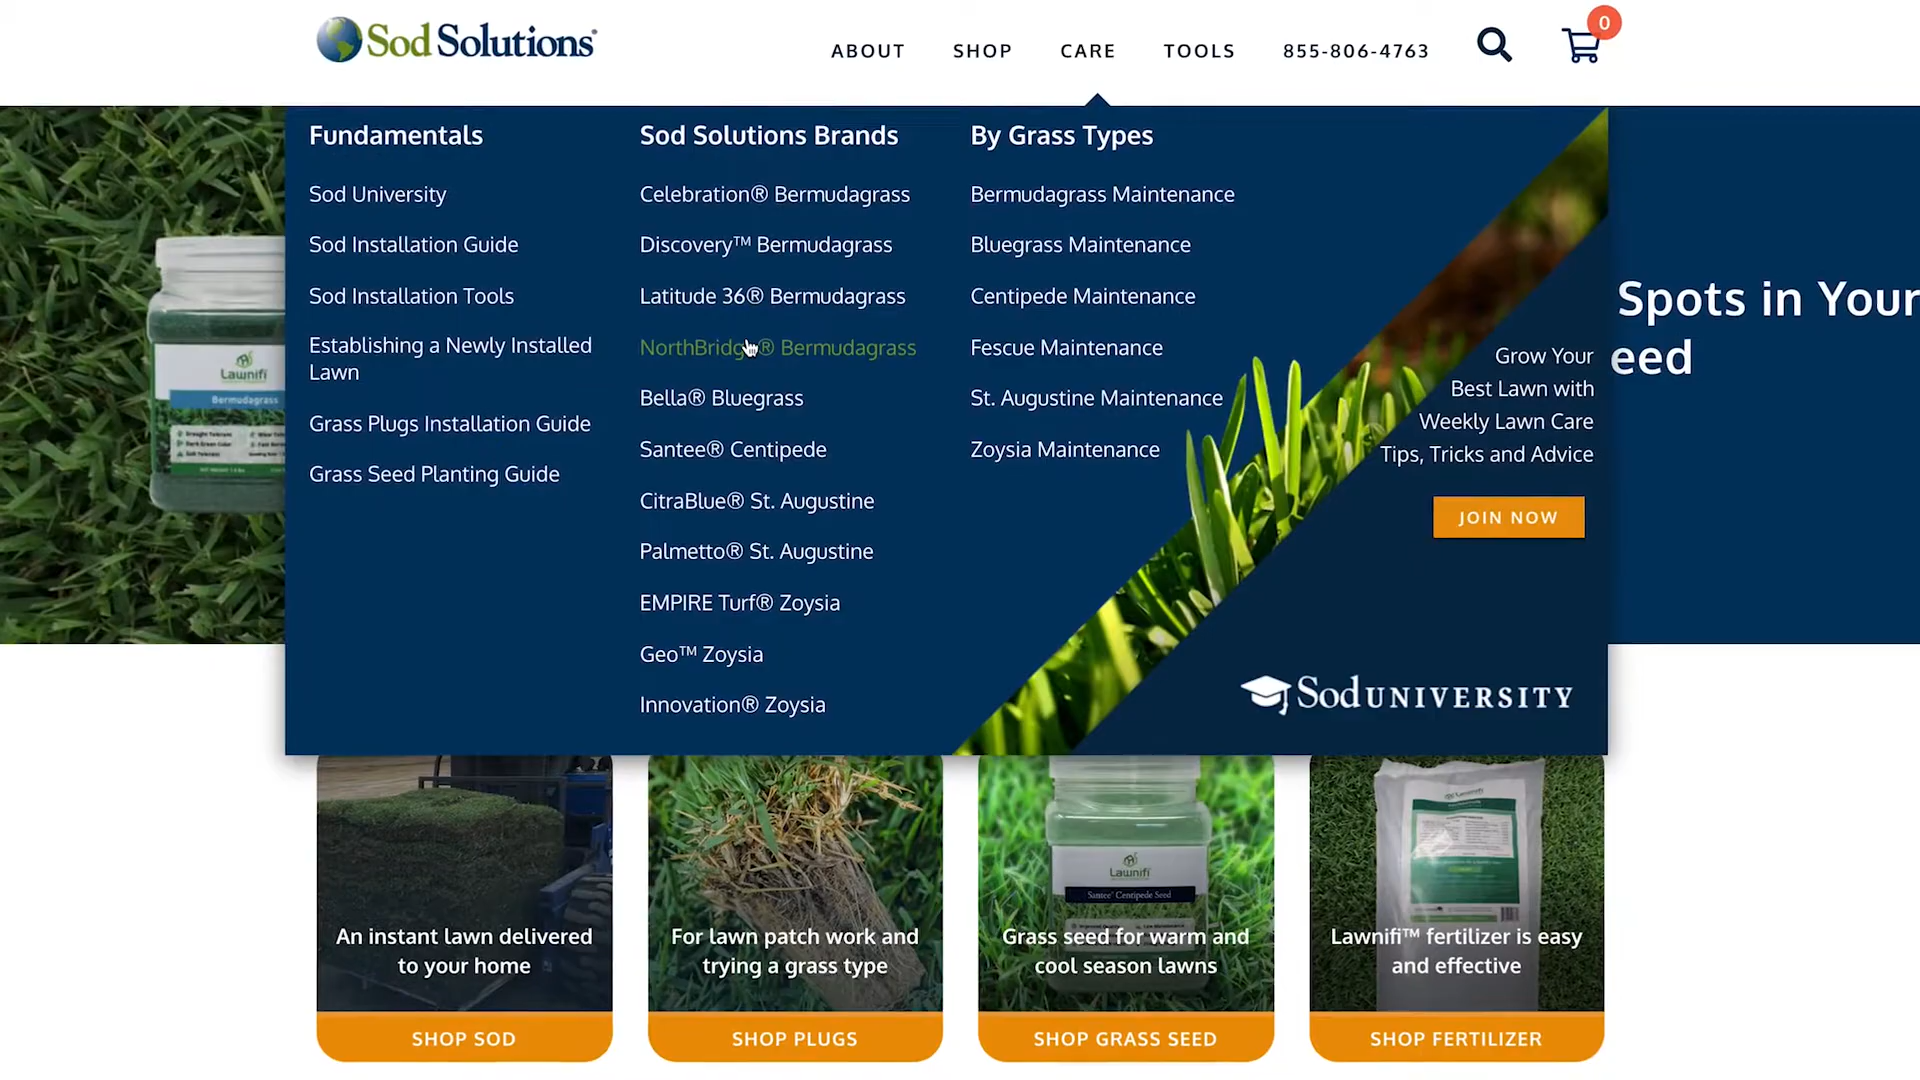 Sod Solutions
ABOUT
SHOP
CARE
TOOLS
855-806-4763
0
Fundamentals
Sod University
Sod Installation Guide
Sod Installation Tools
Establishing a Newly Installed
Lawn
Grass Plugs Installation Guide
Grass Seed Planting Guide
Sod Solutions Brands
Celebration® Bermudagrass
Discovery™ Bermudagrass
Latitude 36® Bermudagrass
NorthBridge® Bermudagrass
Bella® Bluegrass
Santee® Centipede
CitraBlue® St. Augustine
Palmetto® St. Augustine
EMPIRE Turf® Zoysia
Geo™ Zoysia
Innovation® Zoysia
By Grass Types
Bermudagrass Maintenance
Bluegrass Maintenance
Centipede Maintenance
Fescue Maintenance
St. Augustine Maintenance
Zoysia Maintenance
Grow Your
Best Lawn with
Weekly Lawn Care
Tips, Tricks and Advice
JOIN NOW
Sod UNIVERSITY
Spots in Your
eed
Lawnifi
Bermudagrass
An instant lawn delivered
to your home
SHOP SOD
For lawn patch work and
trying a grass type
SHOP PLUGS
Lawnifi
Santee® Centipede Seed
Grass seed for warm and
cool season lawns
SHOP GRASS SEED
Lawnifi
Lawnifi™ fertilizer is easy
and effective
SHOP FERTILIZER